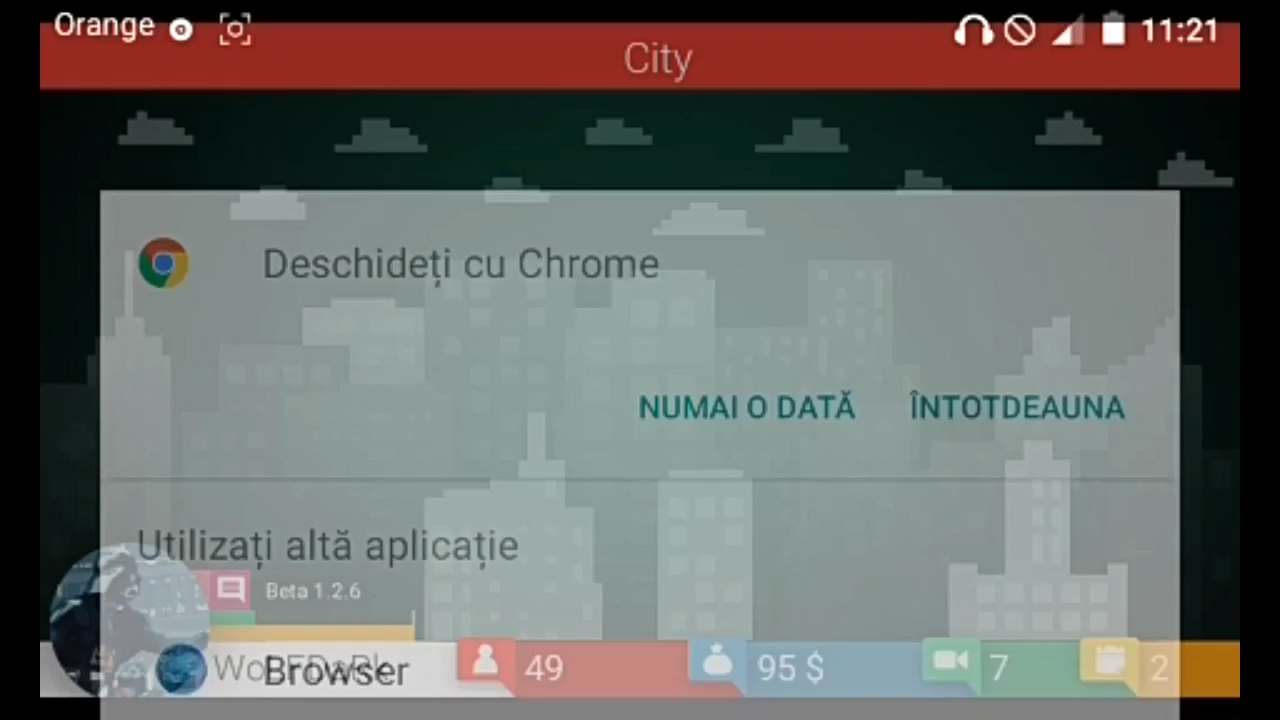 Orange
11:21
City
Deschideți cu Chrome
NUMAI O DATĂ
ÎNTOTDEAUNA
Utilizați altă aplicație
Beta 1.2.6
Browser
49
95 $
7
2